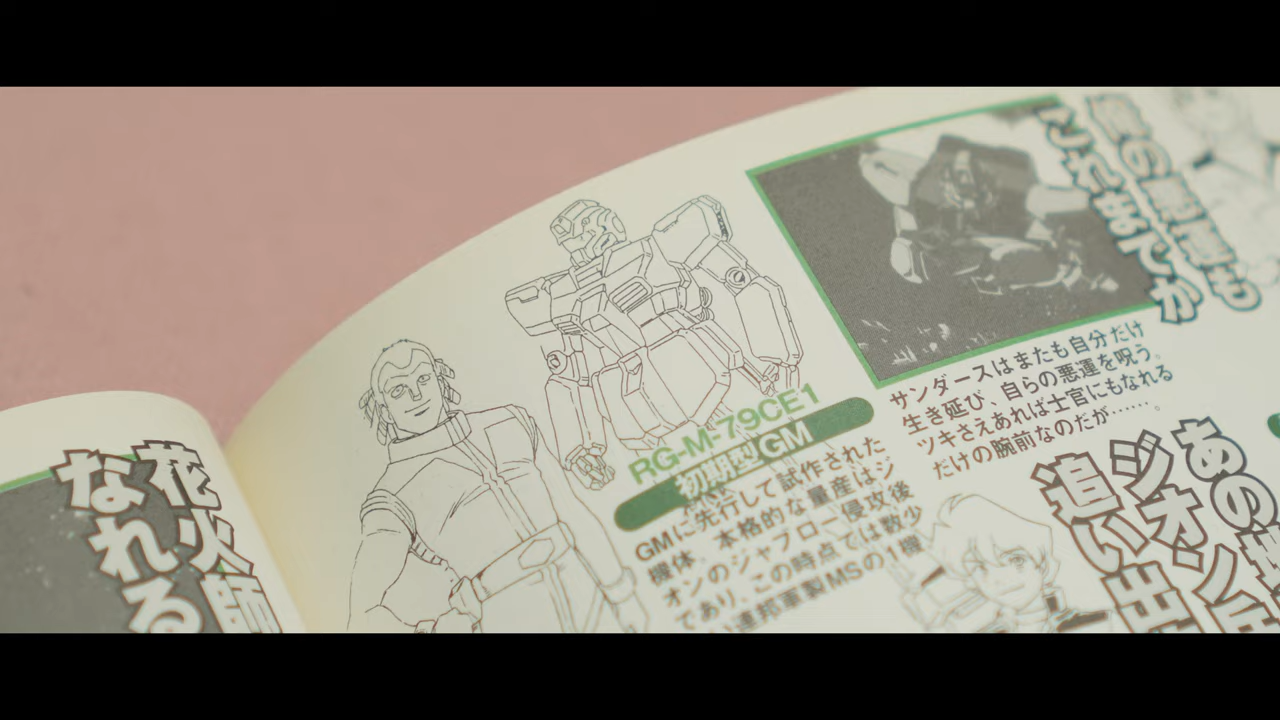 花火師
なれる
RG-M-79CE1
初期型GM
GMに先行して試作された
機体、本格的な量産はジ
オンのジャブロー侵攻後
であり、この時点では数少
連邦軍製MSの1機
これまでか
サンダースはまたも自分だけ
生き延び、自らの悪運を呪う。
ツキさえあれば士官にもなれる
だけの腕前なのだが……。
あの
ジオン兵
追い出